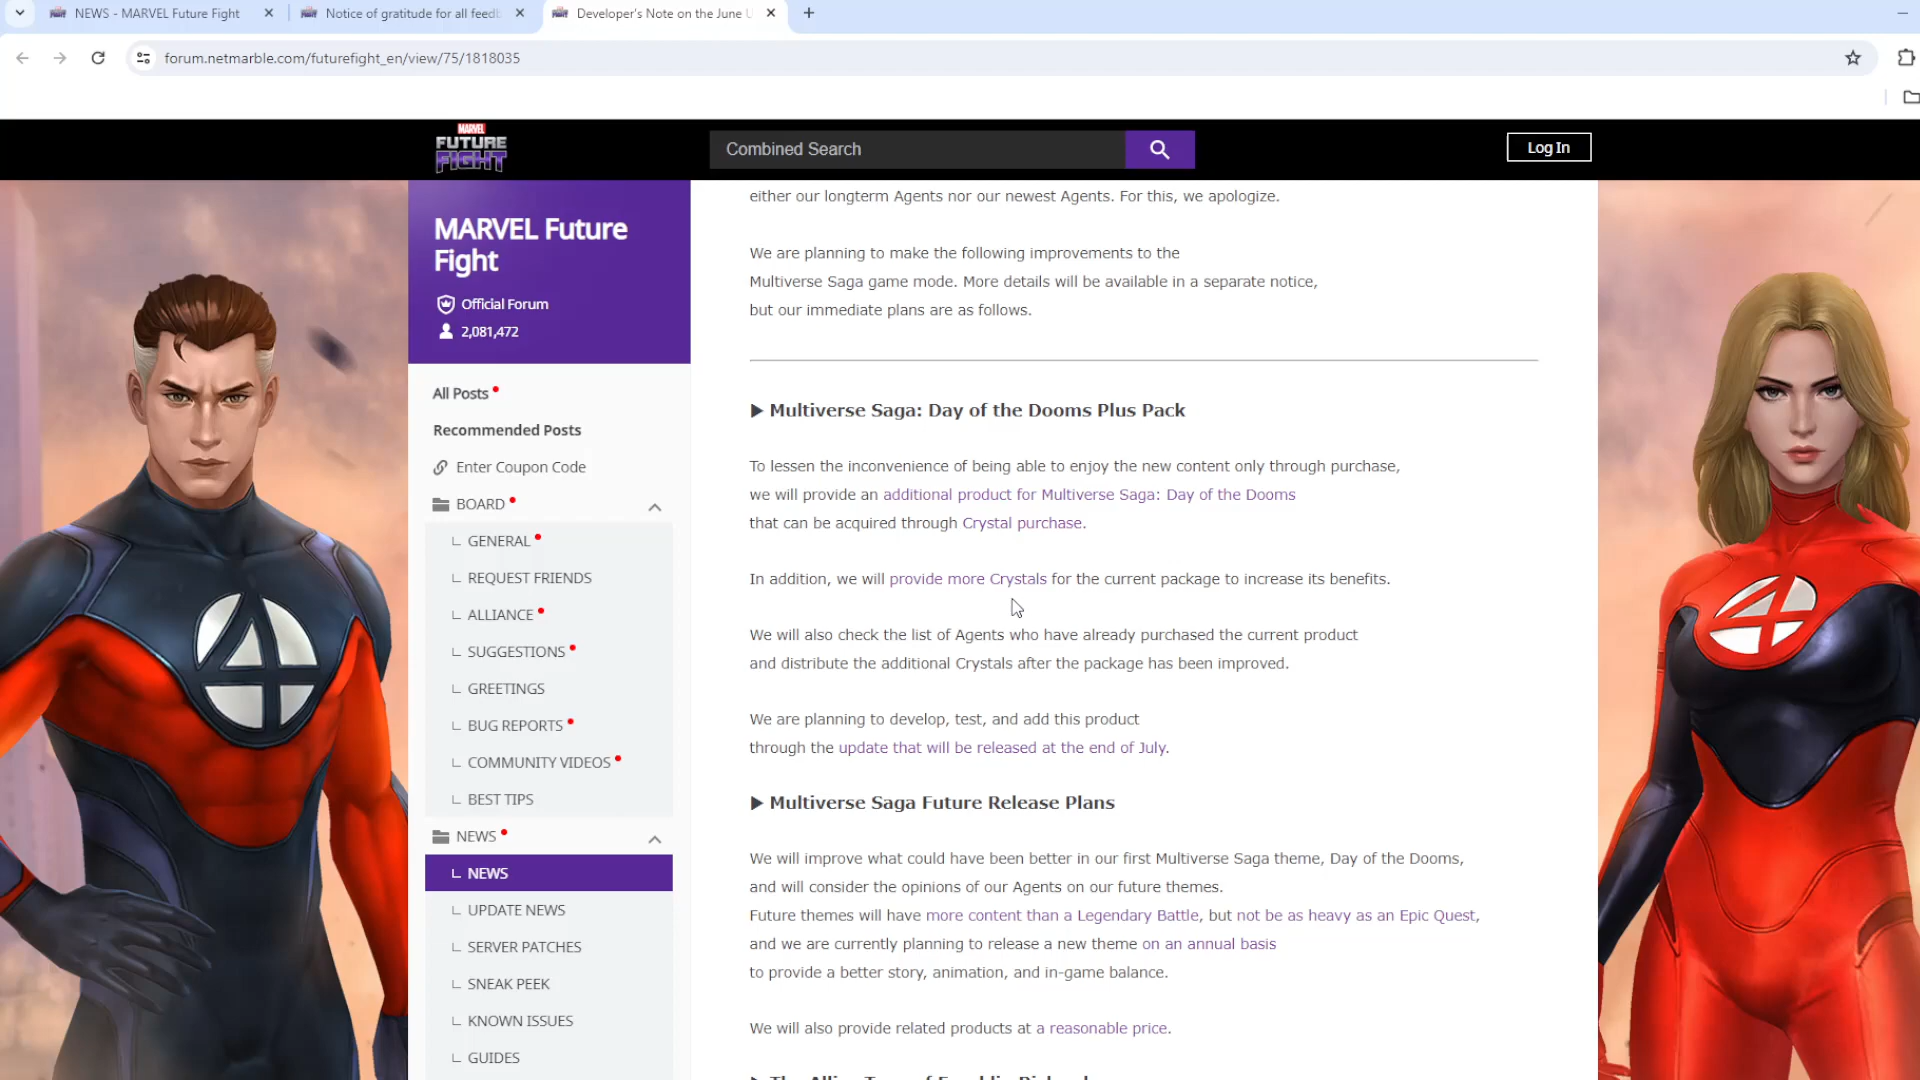 NEWS - MARVEL Future Fight
Notice of gratitude for all feedb
Developer's Note on the June U
forum.netmarble.com/futurefight_en/view/75/1818035
MARVEL
FUTURE
FIGHT
Combined Search
Log In
MARVEL Future
Fight
Official Forum
2,081,472
All Posts
Recommended Posts
Enter Coupon Code
BOARD
GENERAL
REQUEST FRIENDS
ALLIANCE
SUGGESTIONS
GREETINGS
BUG REPORTS
COMMUNITY VIDEOS
BEST TIPS
NEWS
NEWS
UPDATE NEWS
SERVER PATCHES
SNEAK PEEK
KNOWN ISSUES
GUIDES
either our longterm Agents nor our newest Agents. For this, we apologize.
We are planning to make the following improvements to the
Multiverse Saga game mode. More details will be available in a separate notice,
but our immediate plans are as follows.
▶ Multiverse Saga: Day of the Dooms Plus Pack
To lessen the inconvenience of being able to enjoy the new content only through purchase,
we will provide an additional product for Multiverse Saga: Day of the Dooms
that can be acquired through Crystal purchase.
In addition, we will provide more Crystals for the current package to increase its benefits.
We will also check the list of Agents who have already purchased the current product
and distribute the additional Crystals after the package has been improved.
We are planning to develop, test, and add this product
through the update that will be released at the end of July.
▶ Multiverse Saga Future Release Plans
We will improve what could have been better in our first Multiverse Saga theme, Day of the Dooms,
and will consider the opinions of our Agents on our future themes.
Future themes will have more content than a Legendary Battle, but not be as heavy as an Epic Quest,
and we are currently planning to release a new theme on an annual basis
to provide a better story, animation, and in-game balance.
We will also provide related products at a reasonable price.